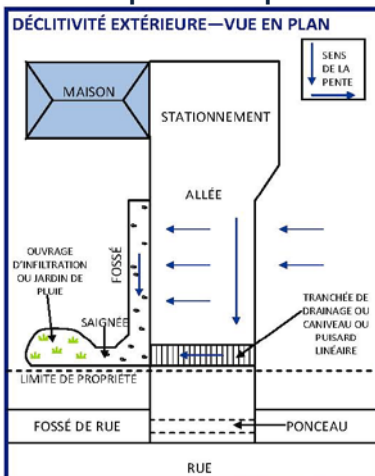 DÉCLITIVITÉ EXTÉRIEURE—VUE EN PLAN
SENS
DE LA
PENTE
MAISON
STATIONNEMENT
ALLÉE
OUVRAGE
D'INFILTRATION
OU JARDIN DE
PLUIE
FOSSÉ
SAIGNÉE
TRANCHÉE DE
DRAINAGE OU
CANIVEAU OU
PUISARD
LINÉAIRE
LIMITE DE PROPRIÉTÉ
FOSSÉ DE RUE
PONCEAU
RUE